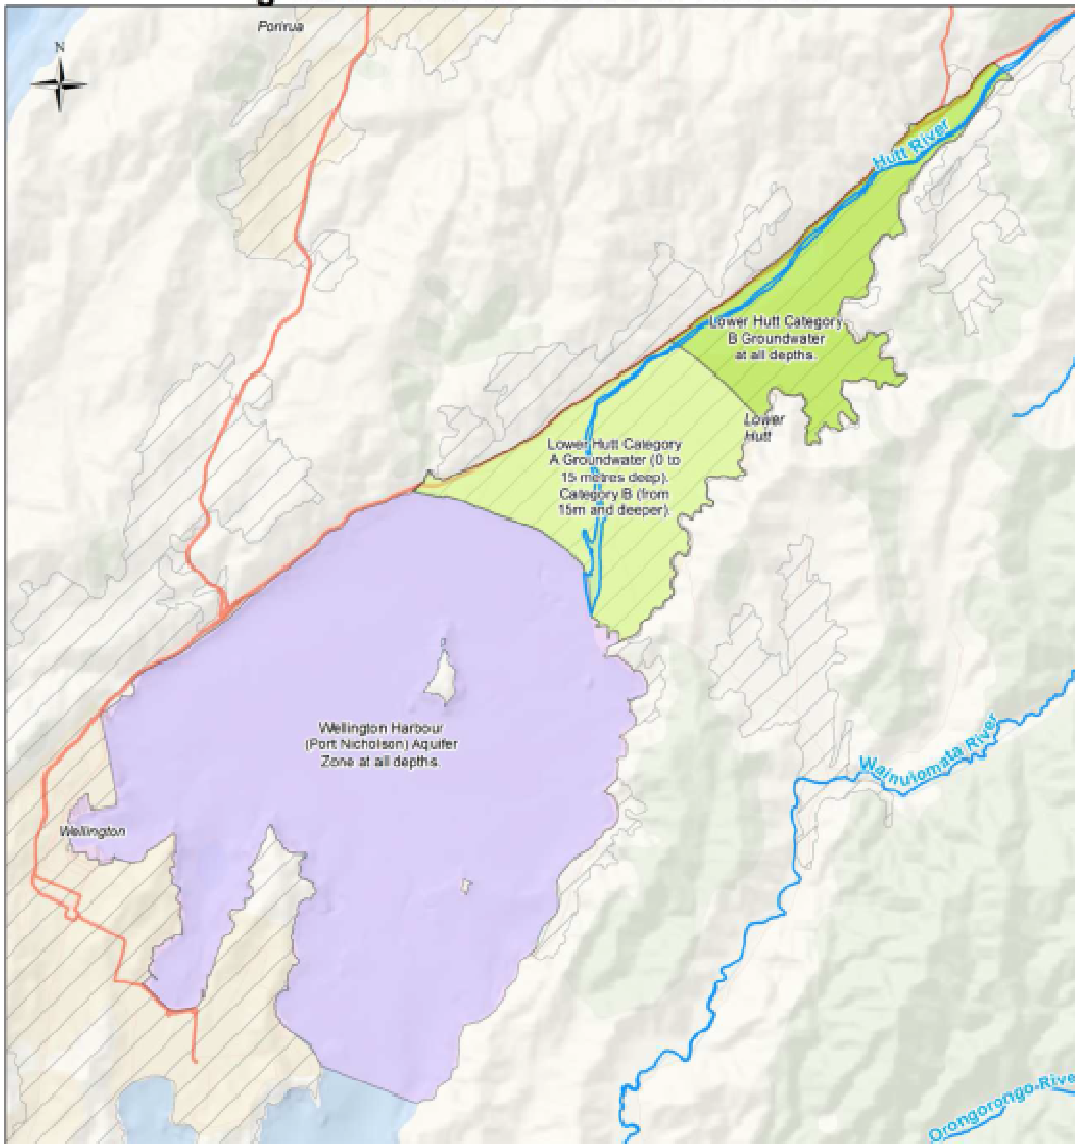 Porirua
N
Hutt River
Lower Hutt Category
B Groundwater
at all depths.
Lower
Hutt
Lower Hutt Category
A Groundwater (0 to
15 metres deep).
Category B (from
15m and deeper).
Wellington Harbour
(Port Nicholson) Aquifer
Zone at all depths.
Wainuiomata River
Wellington
Orongorongo River